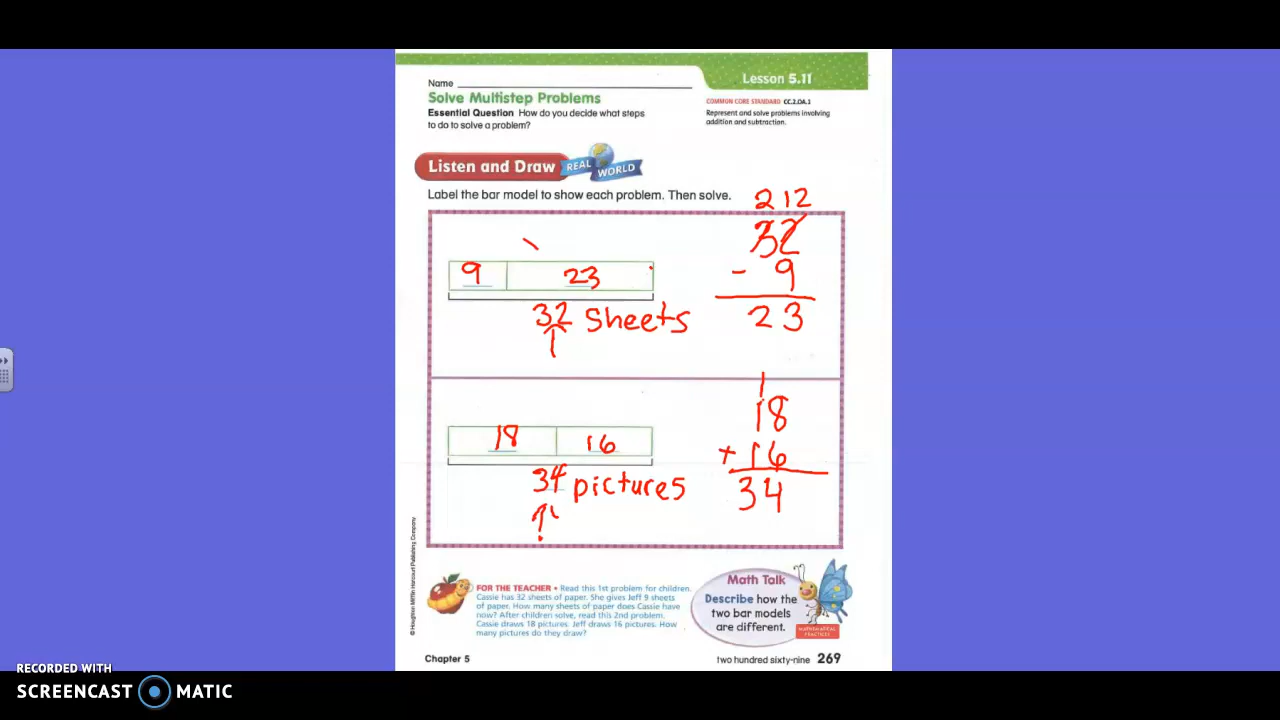 Lesson 5.11
Name
Solve Multistep Problems
Essential Question How do you decide what steps
to do to solve a problem?
COMMON CORE STANDARD CC.2.OA.1
Represent and solve problems involving
addition and subtraction.
Listen and Draw REAL WORLD
Label the bar model to show each problem. Then solve.
9 23
32 Sheets
2 12
32
- 9
23
18 16
34 pictures
1
18
+ 16
34
© Houghton Mifflin Harcourt Publishing Company
FOR THE TEACHER • Read this 1st problem for children.
Cassie has 32 sheets of paper. She gives Jeff 9 sheets
of paper. How many sheets of paper does Cassie have
now? After children solve, read this 2nd problem.
Cassie draws 18 pictures. Jeff draws 16 pictures. How
many pictures do they draw?
Math Talk
Describe how the
two bar models
are different.
MATHEMATICAL
PRACTICES
Chapter 5
two hundred sixty-nine 269
RECORDED WITH
SCREENCAST MATIC